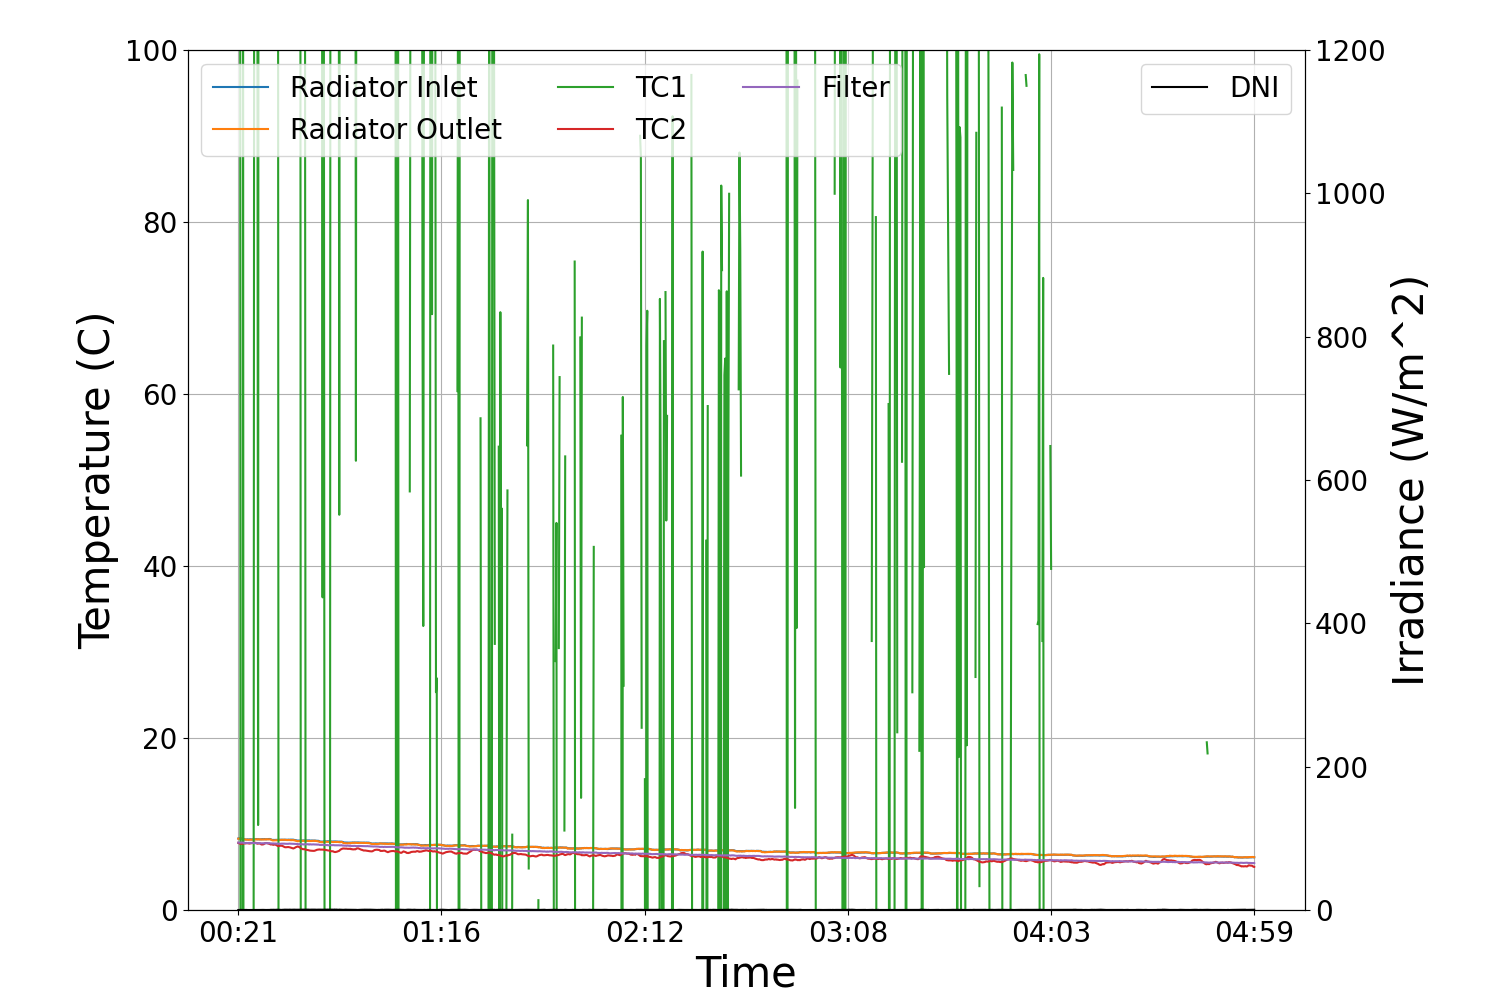 Radiator Inlet
Radiator Outlet
TC1
TC2
Filter
DNI
Temperature (C)
100
80
60
40
20
0
Irradiance (W/m^2)
1200
1000
800
600
400
200
0
00:21 01:16 02:12 03:08 04:03 04:59
Time